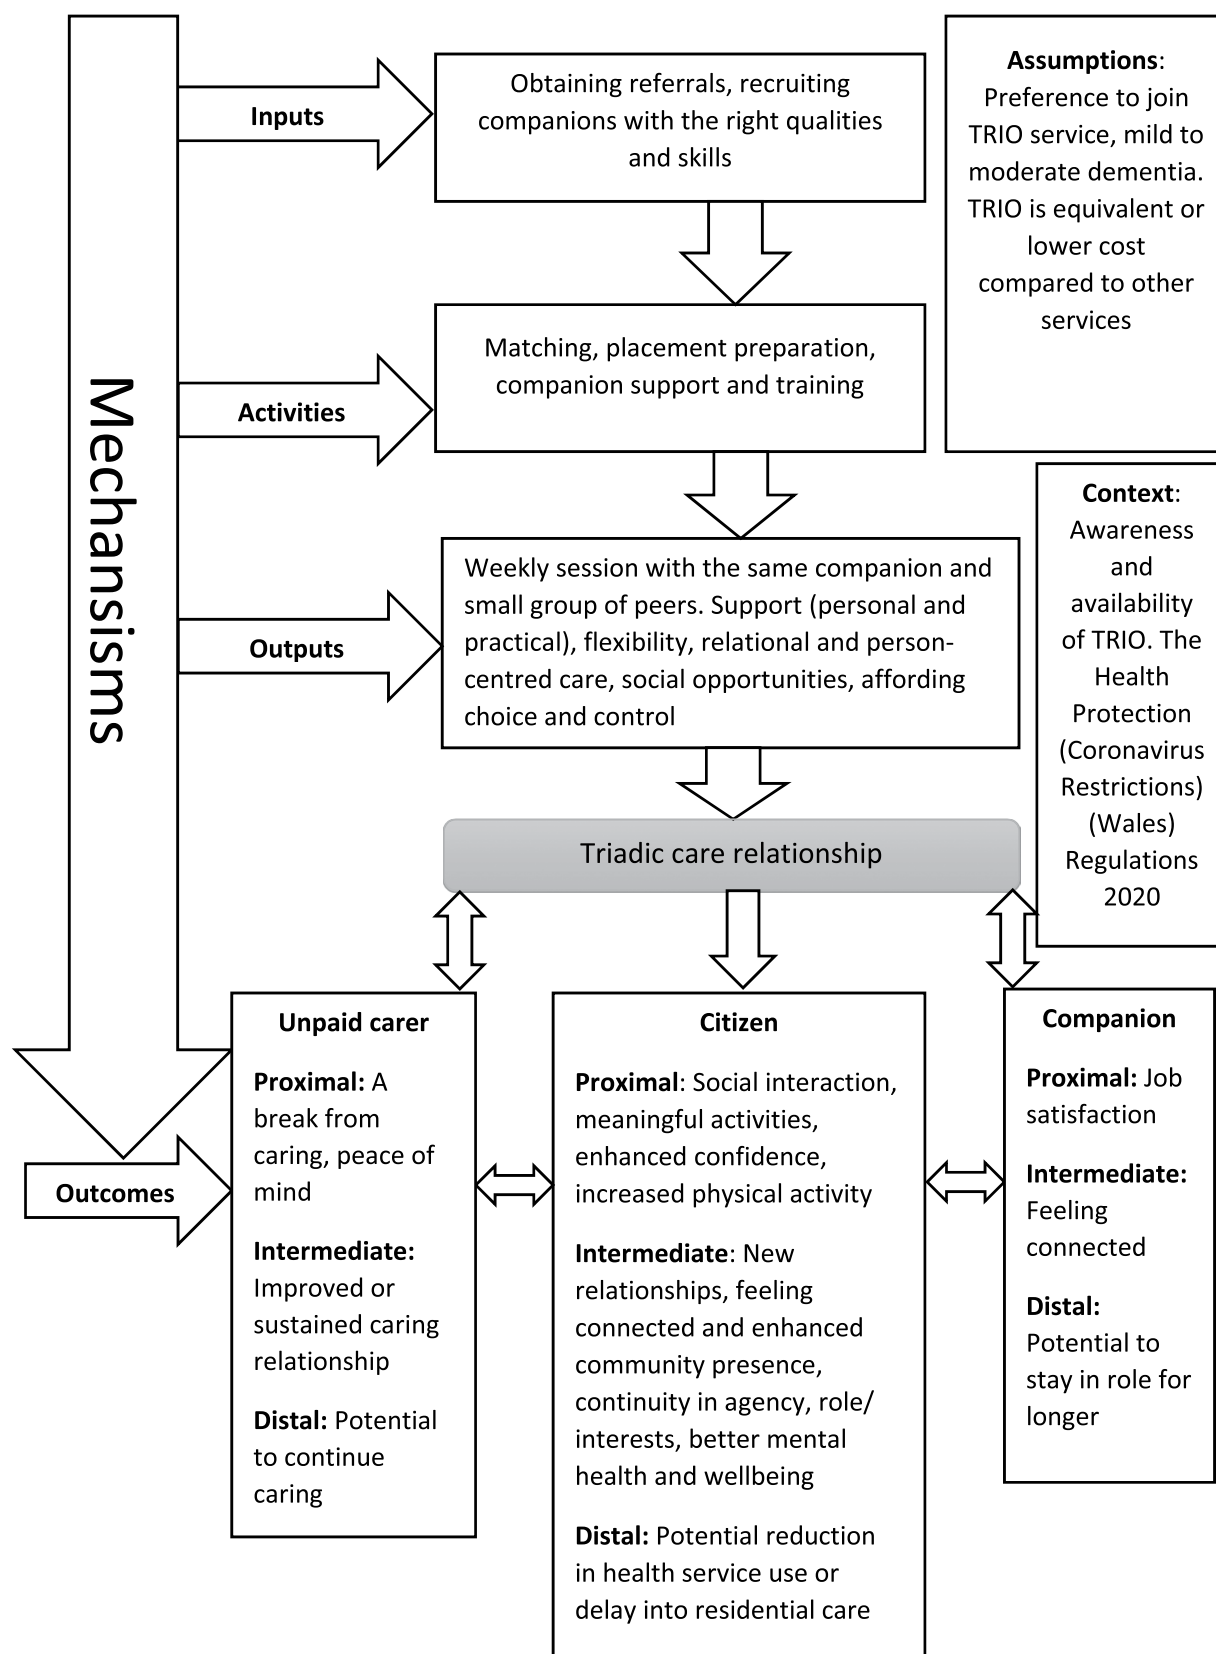 Mechansisms
Inputs
Obtaining referrals, recruiting
companions with the right qualities
and skills
Assumptions:
Preference to join
TRIO service, mild to
moderate dementia.
TRIO is equivalent or
lower cost
compared to other
services
Activities
Matching, placement preparation,
companion support and training
Context:
Awareness
and
availability
of TRIO. The
Health
Protection
(Coronavirus
Restrictions)
(Wales)
Regulations
2020
Outputs
Weekly session with the same companion and
small group of peers. Support (personal and
practical), flexibility, relational and person-
centred care, social opportunities, affording
choice and control
Triadic care relationship
Outcomes
Unpaid carer
Proximal: A
break from
caring, peace of
mind
Intermediate:
Improved or
sustained caring
relationship
Distal: Potential
to continue
caring
Citizen
Proximal: Social interaction,
meaningful activities,
enhanced confidence,
increased physical activity
Intermediate: New
relationships, feeling
connected and enhanced
community presence,
continuity in agency, role/
interests, better mental
health and wellbeing
Distal: Potential reduction
in health service use or
delay into residential care
Companion
Proximal: Job
satisfaction
Intermediate:
Feeling
connected
Distal:
Potential to
stay in role for
longer